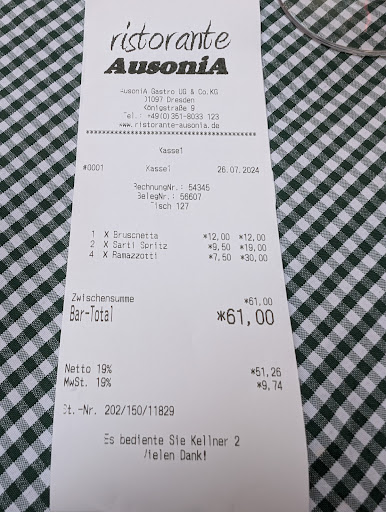 ristorante
AusoniA
AusoniA Gastro UG & Co.KG
01097 Dresden
Königstraße 9
Tel.: +49(0)351-8033 123
www.ristorante-ausonia.de
Kasse1
#0001 Kasse1 26.07.2024
RechnungNr.: 54345
BelegNr.: 56607
Tisch 127
1 X Bruschetta *12,00 *12,00
2 X Sarti Spritz *9,50 *19,00
4 X Ramazzotti *7,50 *30,00
Zwischensumme *61,00
Bar-Total *61,00
Netto 19% *51,26
MwSt. 19% *9,74
St.-Nr. 202/150/11829
Es bediente Sie Kellner 2
Vielen Dank!